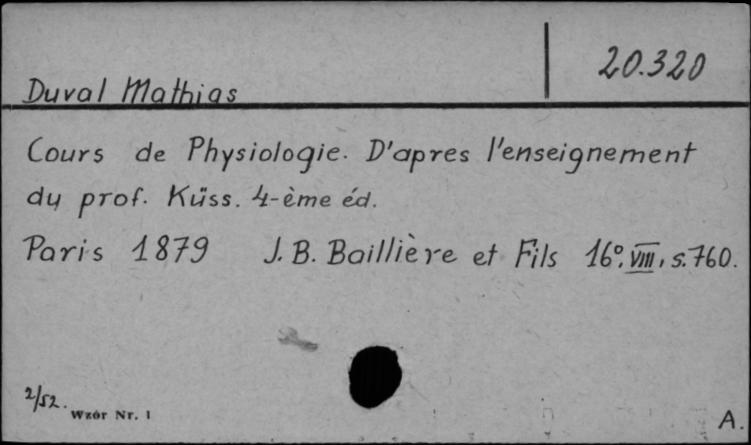 20.320
Duval Mathias
Cours de Physiologie. D'apres l'enseignement
du prof. Küss. 4-ème éd.
Paris 1879 J. B. Baillière et Fils 16°, VIII, s. 760.
2/52.
Wzór Nr. 1
A.